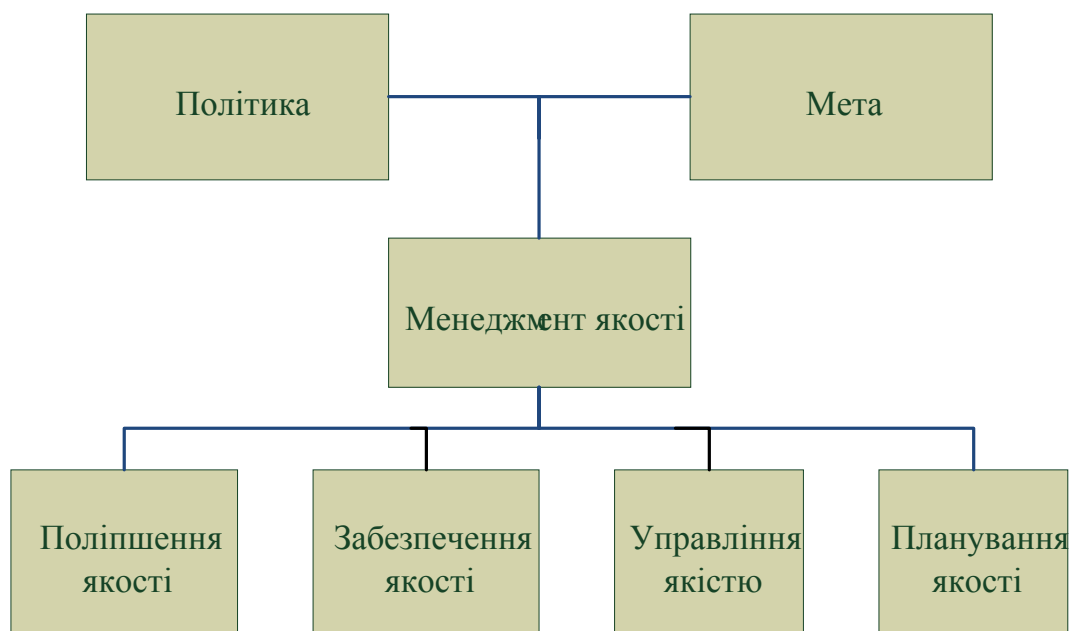 Політика
Мета
Менеджмент якості
Поліпшення
якості
Забезпечення
якості
Управління
якістю
Планування
якості